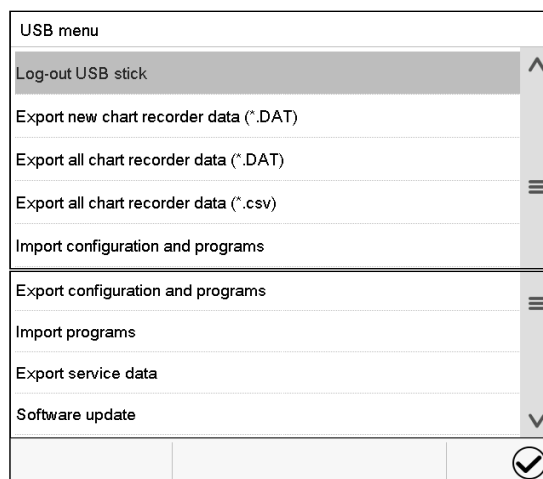 USB menu
Log-out USB stick
Export new chart recorder data (*.DAT)
Export all chart recorder data (*.DAT)
Export all chart recorder data (*.csv)
Import configuration and programs
Export configuration and programs
Import programs
Export service data
Software update